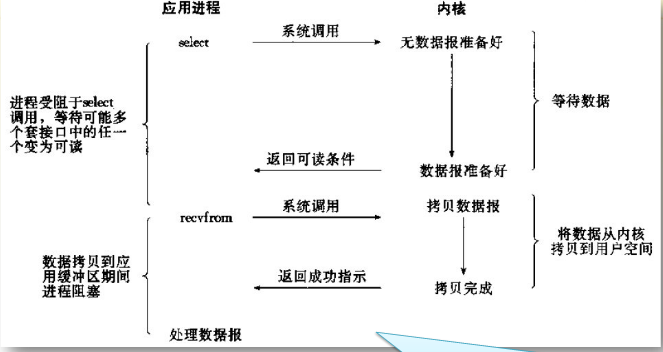 应用进程
内核
select
系统调用
无数据报准备好
进程受阻于select
调用，等待可能多
个套接口中的任一
个变为可读
等待数据
返回可读条件
数据报准备好
recvfrom
系统调用
拷贝数据报
将数据从内核
拷贝到用户空间
数据拷贝到应
用缓冲区期间
进程阻塞
返回成功指示
拷贝完成
处理数据报